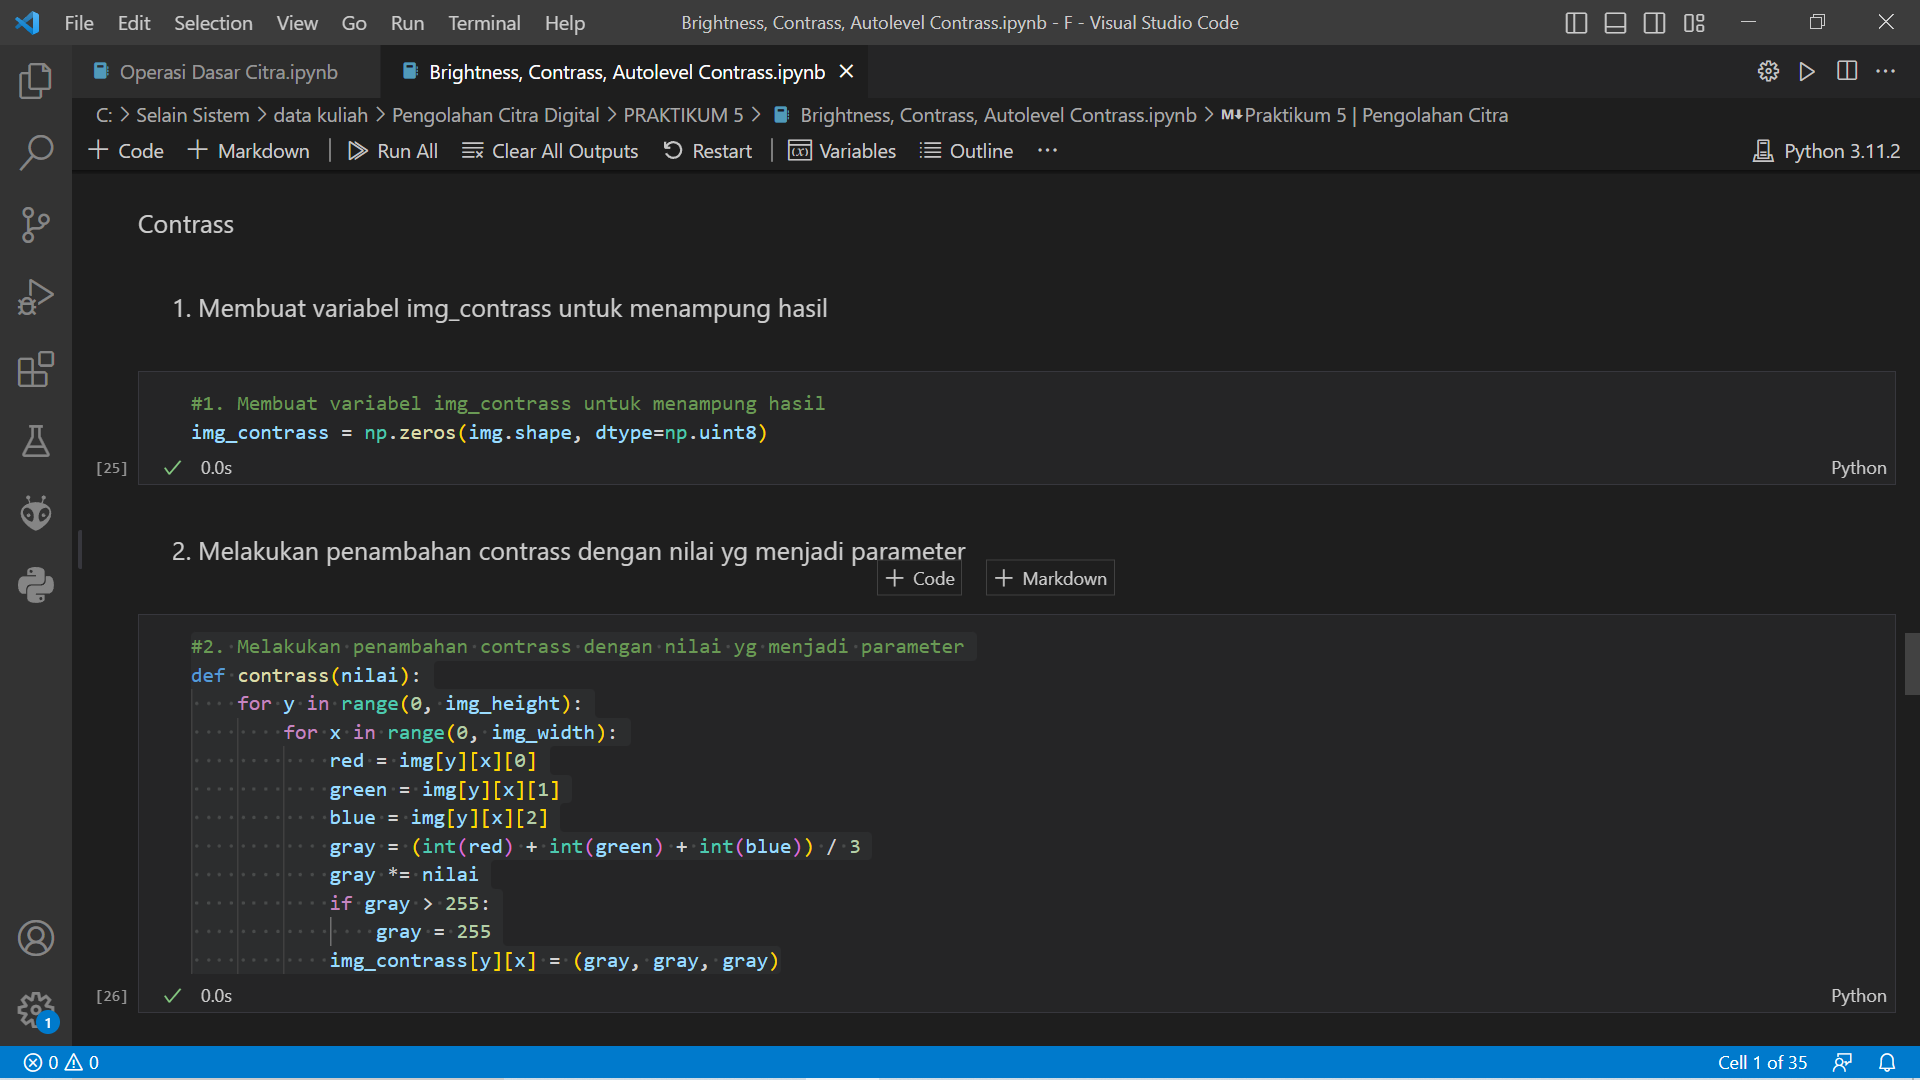 File Edit Selection View Go Run Terminal Help Brightness, Contrass, Autolevel Contrass.ipynb - F - Visual Studio Code
Operasi Dasar Citra.ipynb Brightness, Contrass, Autolevel Contrass.ipynb
C: > Selain Sistem > data kuliah > Pengolahan Citra Digital > PRAKTIKUM 5 > Brightness, Contrass, Autolevel Contrass.ipynb > M↓Praktikum 5 | Pengolahan Citra
+ Code + Markdown | Run All Clear All Outputs Restart | Variables Outline ··· Python 3.11.2
Contrass
1. Membuat variabel img_contrass untuk menampung hasil
#1. Membuat variabel img_contrass untuk menampung hasil
img_contrass = np.zeros(img.shape, dtype=np.uint8)
[25] ✓ 0.0s Python
2. Melakukan penambahan contrass dengan nilai yg menjadi parameter
+ Code + Markdown
#2. Melakukan penambahan contrass dengan nilai yg menjadi parameter
def contrass(nilai):
    for y in range(0, img_height):
        for x in range(0, img_width):
            red = img[y][x][0]
            green = img[y][x][1]
            blue = img[y][x][2]
            gray = (int(red) + int(green) + int(blue)) / 3
            gray *= nilai
            if gray > 255:
                gray = 255
            img_contrass[y][x] = (gray, gray, gray)
[26] ✓ 0.0s Python
1
0 0 Cell 1 of 35